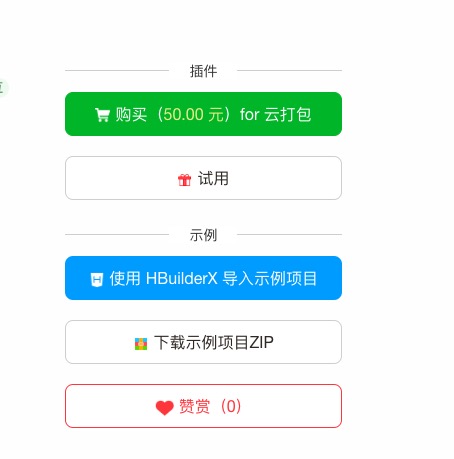 插件
购买（50.00 元）for 云打包
试用
示例
使用 HBuilderX 导入示例项目
下载示例项目ZIP
赞赏（0）